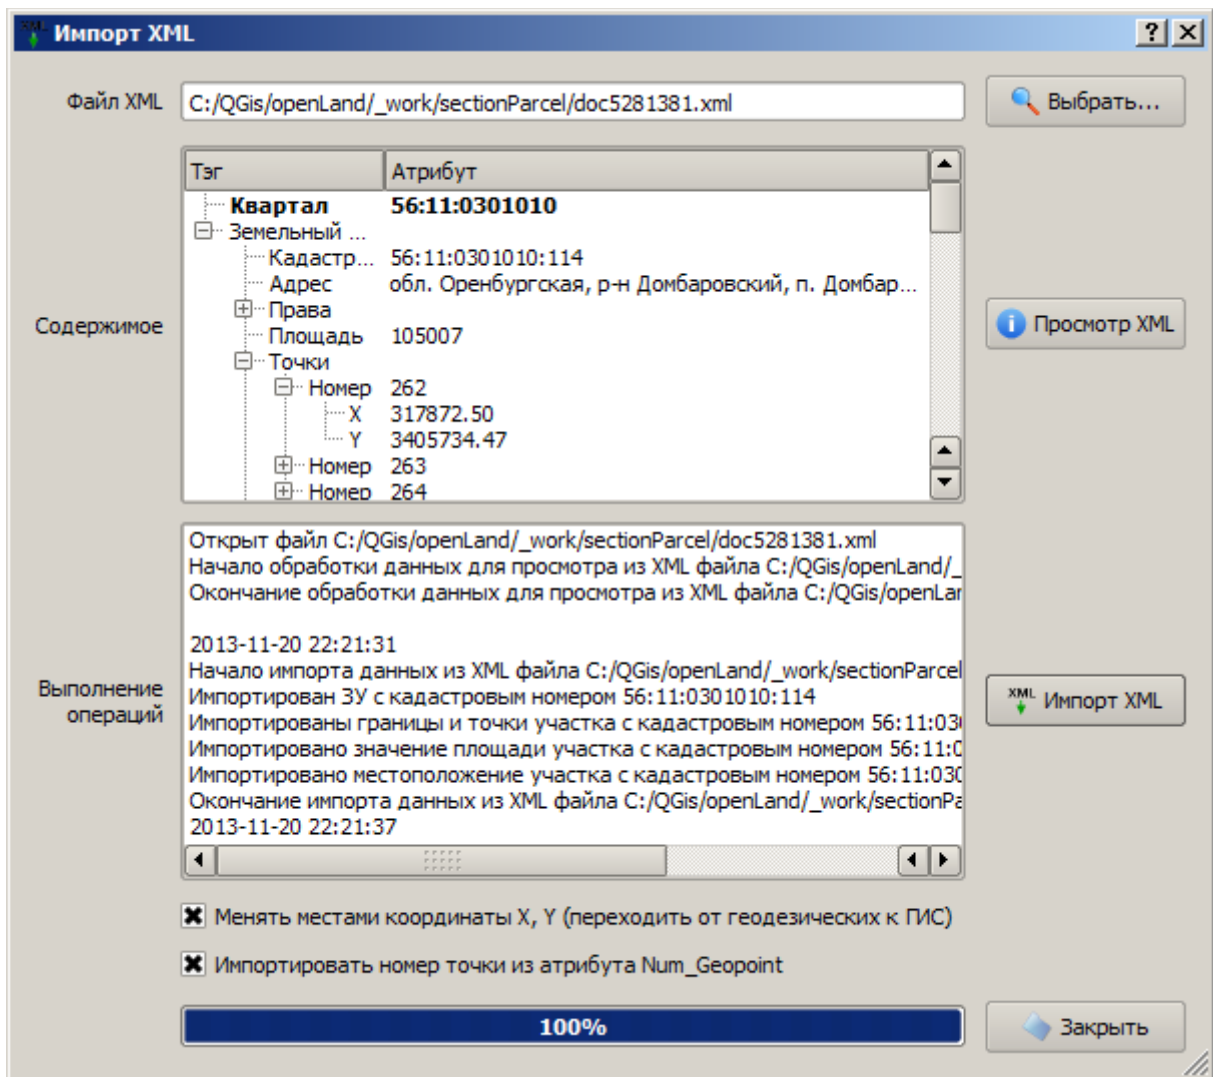 XML Импорт XML
Файл XML C:/QGis/openLand/_work/sectionParcel/doc5281381.xml Выбрать...
Тэг Атрибут
Квартал 56:11:0301010
Земельный ...
Кадастр... 56:11:0301010:114
Адрес обл. Оренбургская, р-н Домбаровский, п. Домбар...
Права
Содержимое
Просмотр XML
Площадь 105007
Точки
Номер 262
X 317872.50
Y 3405734.47
Номер 263
Номер 264
Открыт файл C:/QGis/openLand/_work/sectionParcel/doc5281381.xml
Начало обработки данных для просмотра из XML файла C:/QGis/openLand/_
Окончание обработки данных для просмотра из XML файла C:/QGis/openLan
2013-11-20 22:21:31
Начало импорта данных из XML файла C:/QGis/openLand/_work/sectionParcel
Выполнение
операций
Импортирован ЗУ с кадастровым номером 56:11:0301010:114
XML Импорт XML
Импортированы границы и точки участка с кадастровым номером 56:11:030
Импортировано значение площади участка с кадастровым номером 56:11:0
Импортировано местоположение участка с кадастровым номером 56:11:030
Окончание импорта данных из XML файла C:/QGis/openLand/_work/sectionPa
2013-11-20 22:21:37
Менять местами координаты X, Y (переходить от геодезических к ГИС)
Импортировать номер точки из атрибута Num_Geopoint
100%
Закрыть